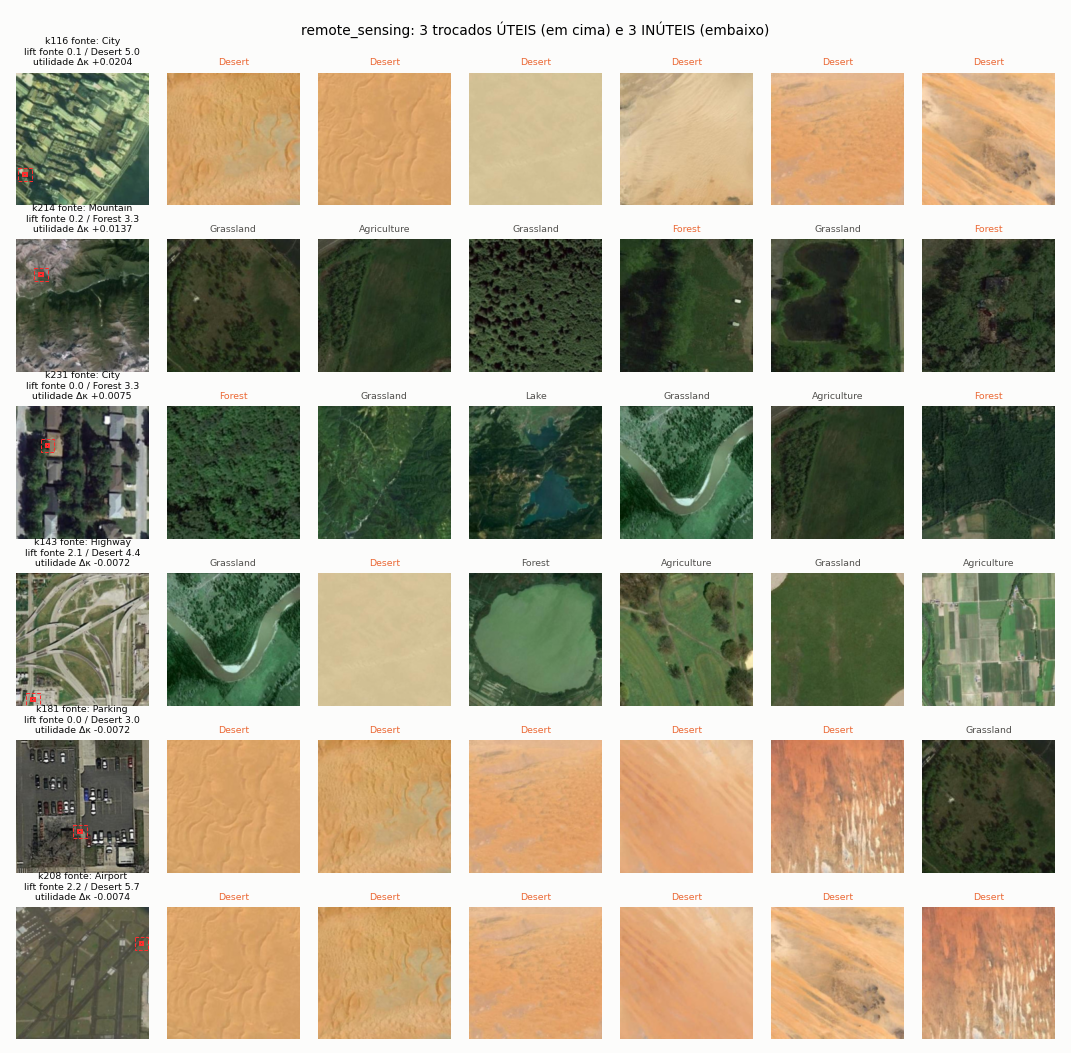 remote_sensing: 3 trocados ÚTEIS (em cima) e 3 INÚTEIS (embaixo)
k116 fonte: City
lift fonte 0.1 / Desert 5.0
utilidade Δκ +0.0204
Desert
Desert
Desert
Desert
Desert
Desert
k214 fonte: Mountain
lift fonte 0.2 / Forest 3.3
utilidade Δκ +0.0137
Grassland
Agriculture
Grassland
Forest
Grassland
Forest
k231 fonte: City
lift fonte 0.0 / Forest 3.3
utilidade Δκ +0.0075
Forest
Grassland
Lake
Grassland
Agriculture
Forest
k143 fonte: Highway
lift fonte 2.1 / Desert 4.4
utilidade Δκ -0.0072
Grassland
Desert
Forest
Agriculture
Grassland
Agriculture
k181 fonte: Parking
lift fonte 0.0 / Desert 3.0
utilidade Δκ -0.0072
Desert
Desert
Desert
Desert
Desert
Grassland
k208 fonte: Airport
lift fonte 2.2 / Desert 5.7
utilidade Δκ -0.0074
Desert
Desert
Desert
Desert
Desert
Desert